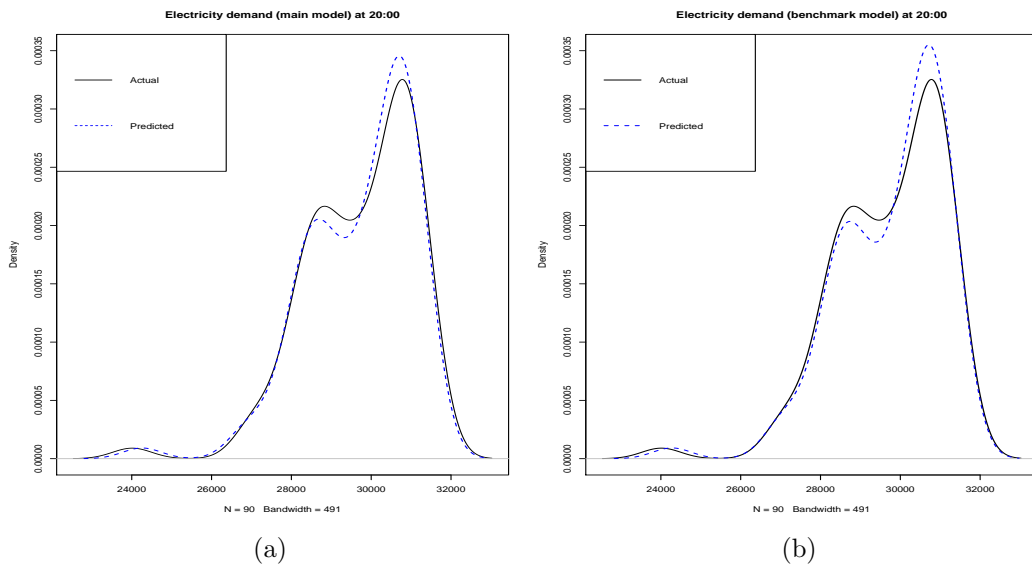 Electricity demand (main model) at 20:00
Actual
Predicted
Density
0.00000
0.00005
0.00010
0.00015
0.00020
0.00025
0.00030
0.00035
24000 26000 28000 30000 32000
N = 90 Bandwidth = 491
(a)
Electricity demand (benchmark model) at 20:00
Actual
Predicted
Density
0.00000
0.00005
0.00010
0.00015
0.00020
0.00025
0.00030
0.00035
24000 26000 28000 30000 32000
N = 90 Bandwidth = 491
(b)